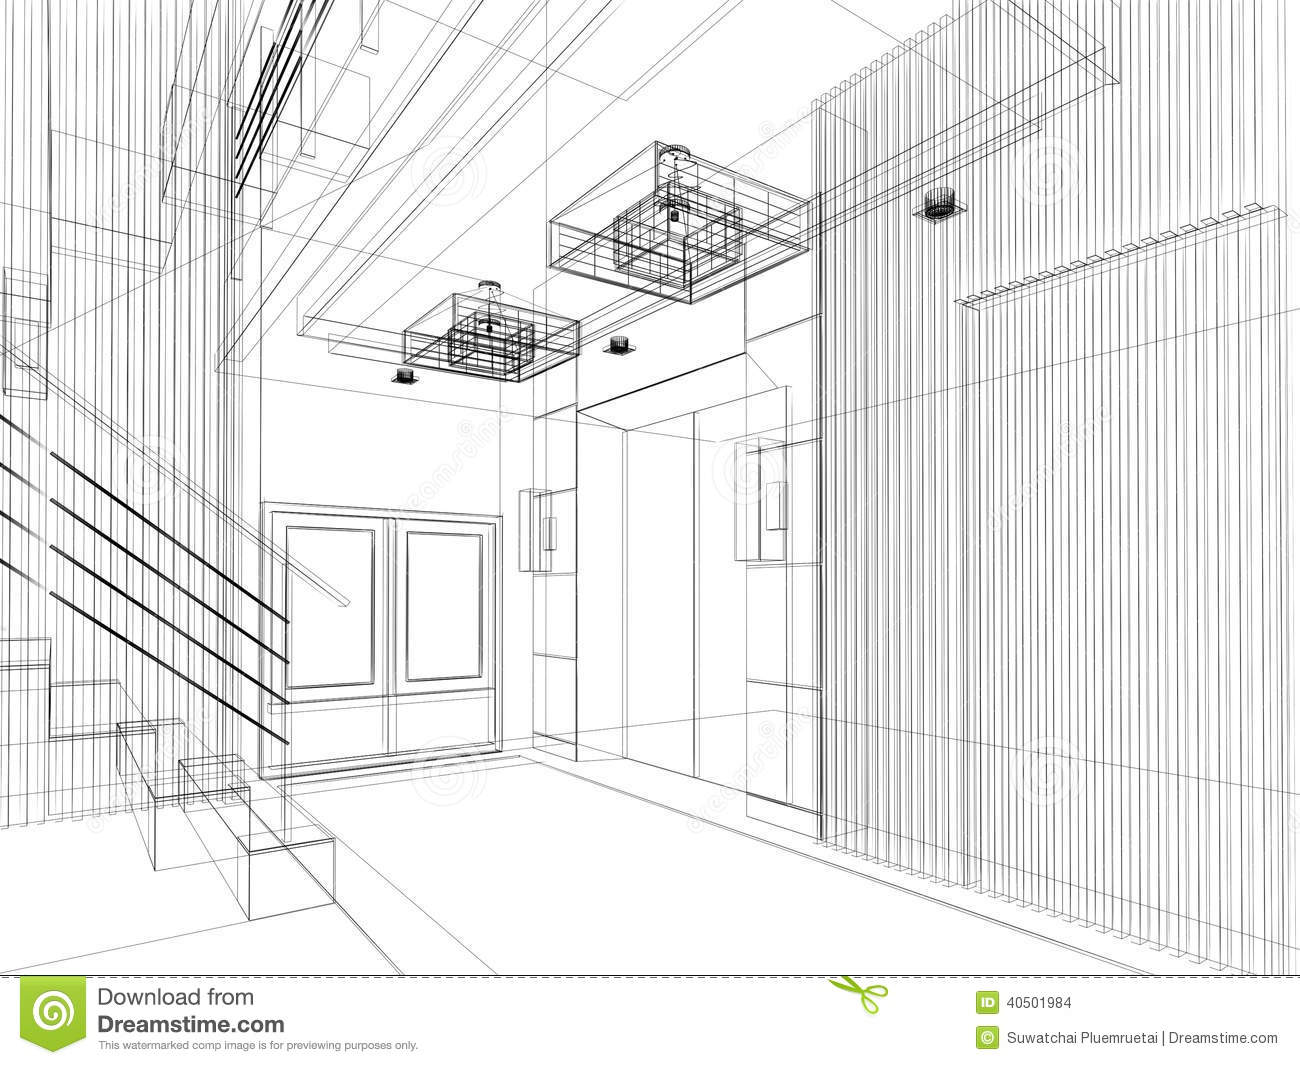 Download from
Dreamstime.com
This watermarked comp image is for previewing purposes only.
ID 40501984
© Suwatchai Pluemruetai | Dreamstime.com